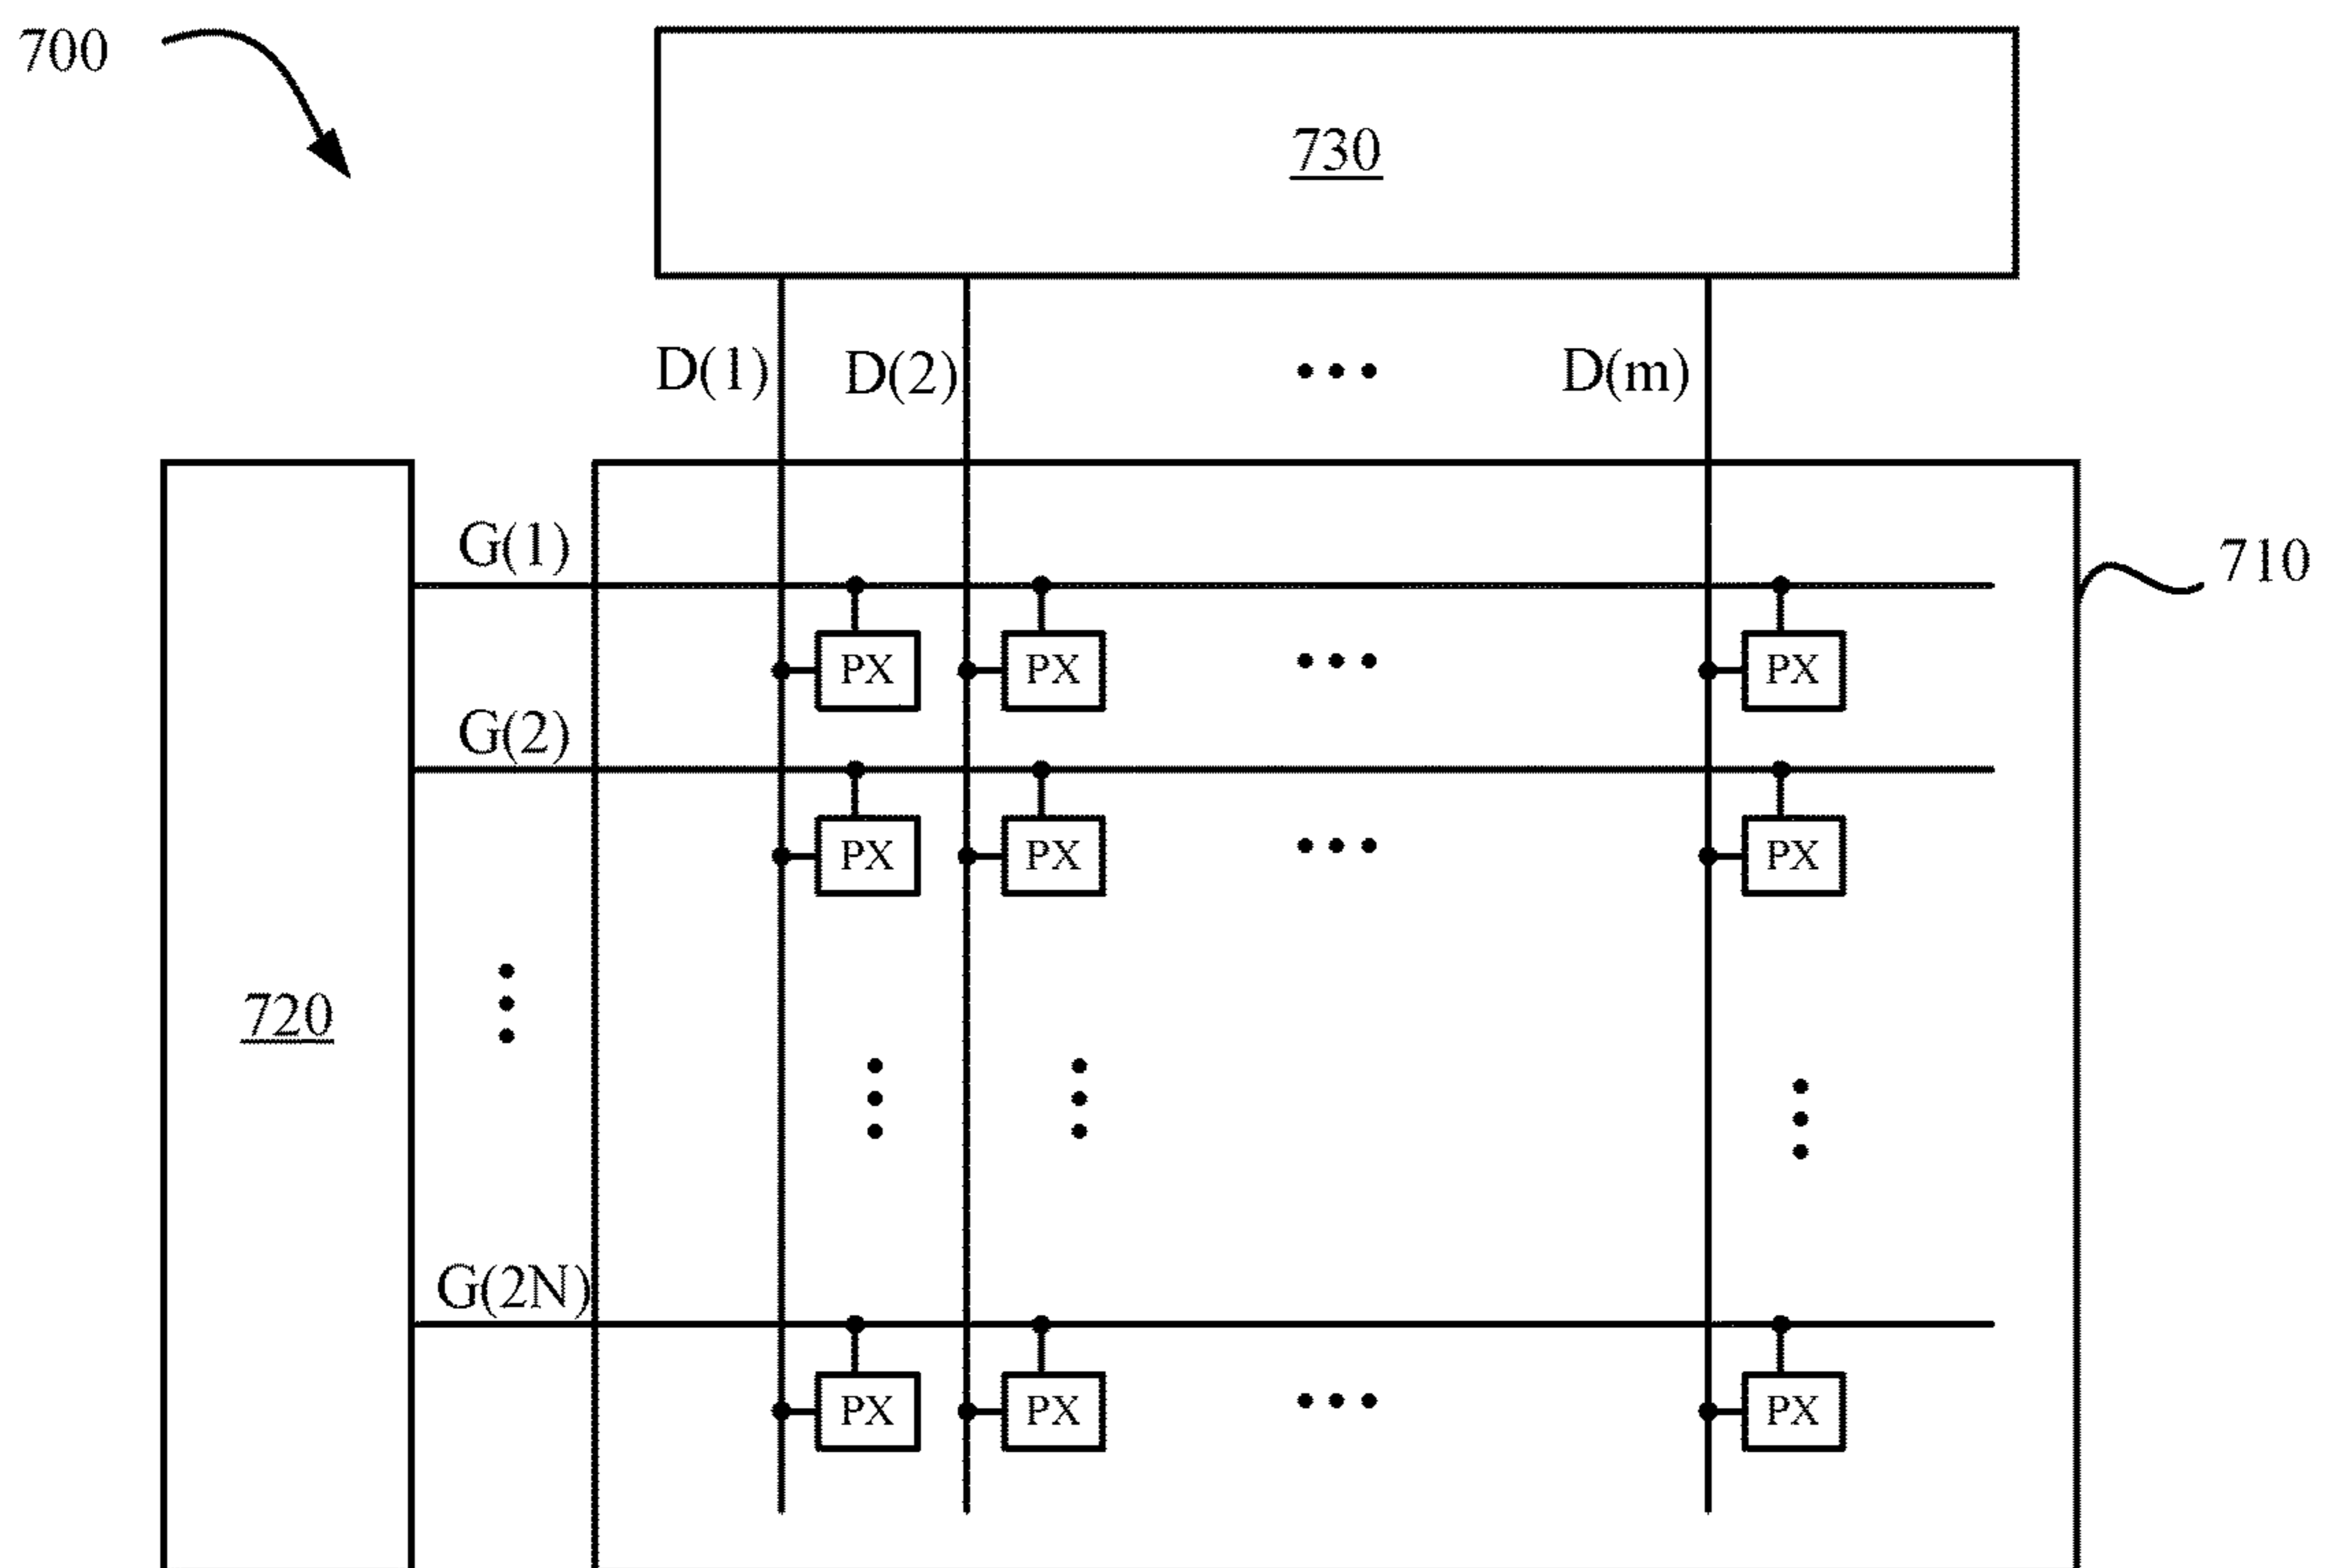 700
730
D(1) D(2) ... D(m)
G(1)
710
PX PX ... PX
G(2)
PX PX ... PX
720
G(2N)
PX PX ... PX